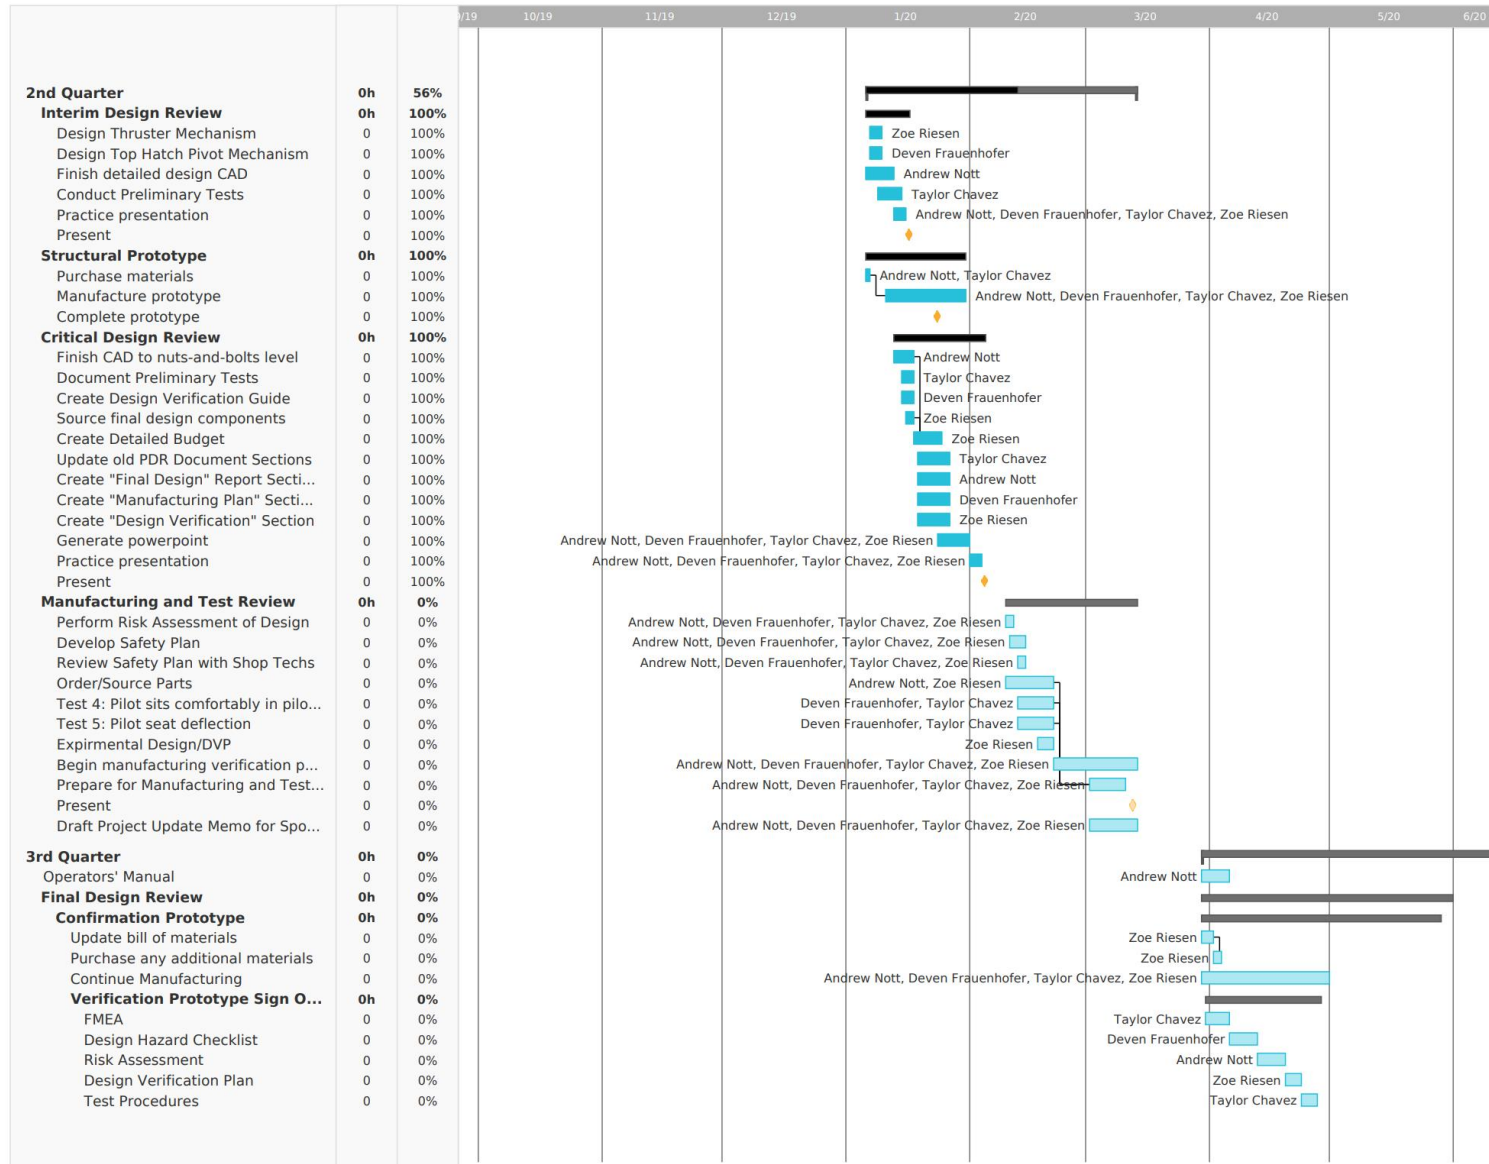 /19 10/19 11/19 12/19 1/20 2/20 3/20 4/20 5/20 6/20
2nd Quarter 0h 56%
Interim Design Review 0h 100%
Design Thruster Mechanism 0 100% Zoe Riesen
Design Top Hatch Pivot Mechanism 0 100% Deven Frauenhofer
Finish detailed design CAD 0 100% Andrew Nott
Conduct Preliminary Tests 0 100% Taylor Chavez
Practice presentation 0 100% Andrew Nott, Deven Frauenhofer, Taylor Chavez, Zoe Riesen
Present 0 100%
Structural Prototype 0h 100%
Purchase materials 0 100% Andrew Nott, Taylor Chavez
Manufacture prototype 0 100% Andrew Nott, Deven Frauenhofer, Taylor Chavez, Zoe Riesen
Complete prototype 0 100%
Critical Design Review 0h 100%
Finish CAD to nuts-and-bolts level 0 100% Andrew Nott
Document Preliminary Tests 0 100% Taylor Chavez
Create Design Verification Guide 0 100% Deven Frauenhofer
Source final design components 0 100% Zoe Riesen
Create Detailed Budget 0 100% Zoe Riesen
Update old PDR Document Sections 0 100% Taylor Chavez
Create "Final Design" Report Secti... 0 100% Andrew Nott
Create "Manufacturing Plan" Secti... 0 100% Deven Frauenhofer
Create "Design Verification" Section 0 100% Zoe Riesen
Generate powerpoint 0 100% Andrew Nott, Deven Frauenhofer, Taylor Chavez, Zoe Riesen
Practice presentation 0 100% Andrew Nott, Deven Frauenhofer, Taylor Chavez, Zoe Riesen
Present 0 100%
Manufacturing and Test Review 0h 0%
Perform Risk Assessment of Design 0 0% Andrew Nott, Deven Frauenhofer, Taylor Chavez, Zoe Riesen
Develop Safety Plan 0 0% Andrew Nott, Deven Frauenhofer, Taylor Chavez, Zoe Riesen
Review Safety Plan with Shop Techs 0 0% Andrew Nott, Deven Frauenhofer, Taylor Chavez, Zoe Riesen
Order/Source Parts 0 0% Andrew Nott, Zoe Riesen
Test 4: Pilot sits comfortably in pilo... 0 0% Deven Frauenhofer, Taylor Chavez
Test 5: Pilot seat deflection 0 0% Deven Frauenhofer, Taylor Chavez
Expirmental Design/DVP 0 0% Zoe Riesen
Begin manufacturing verification p... 0 0% Andrew Nott, Deven Frauenhofer, Taylor Chavez, Zoe Riesen
Prepare for Manufacturing and Test... 0 0% Andrew Nott, Deven Frauenhofer, Taylor Chavez, Zoe Riesen
Present 0 0%
Draft Project Update Memo for Spo... 0 0% Andrew Nott, Deven Frauenhofer, Taylor Chavez, Zoe Riesen
3rd Quarter 0h 0%
Operators' Manual 0 0% Andrew Nott
Final Design Review 0h 0%
Confirmation Prototype 0h 0%
Update bill of materials 0 0% Zoe Riesen
Purchase any additional materials 0 0% Zoe Riesen
Continue Manufacturing 0 0% Andrew Nott, Deven Frauenhofer, Taylor Chavez, Zoe Riesen
Verification Prototype Sign O... 0h 0%
FMEA 0 0% Taylor Chavez
Design Hazard Checklist 0 0% Deven Frauenhofer
Risk Assessment 0 0% Andrew Nott
Design Verification Plan 0 0% Zoe Riesen
Test Procedures 0 0% Taylor Chavez